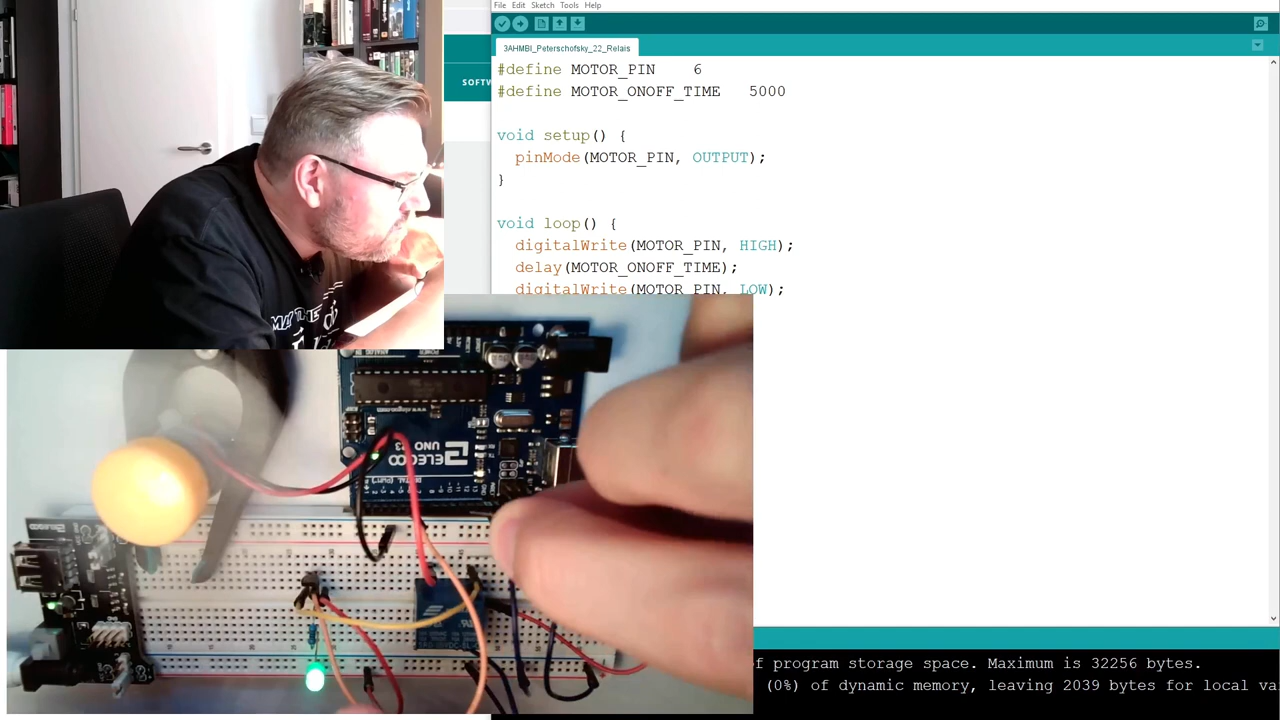 File Edit Sketch Tools Help
3AHMBI_Peterschofsky_22_Relais
SOFTW
#define MOTOR_PIN    6
#define MOTOR_ONOFF_TIME   5000
void setup() {
pinMode(MOTOR_PIN, OUTPUT);
}
void loop() {
digitalWrite(MOTOR_PIN, HIGH);
delay(MOTOR_ONOFF_TIME);
digitalWrite(MOTOR_PIN, LOW);
UNO R3
ELEGOO
f program storage space. Maximum is 32256 bytes.
(0%) of dynamic memory, leaving 2039 bytes for local va